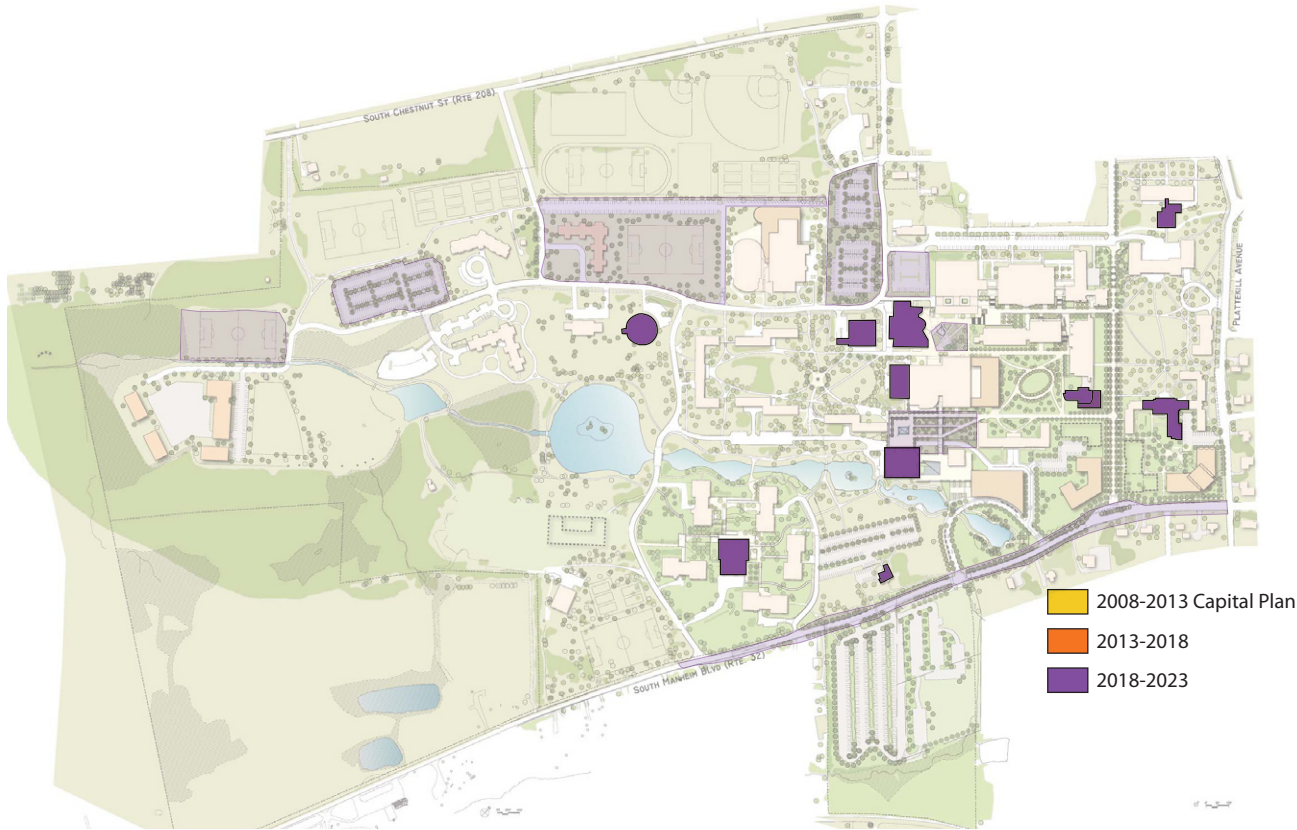 SOUTH CHESTNUT ST (RTE 208)
PLATTEKILL AVENUE
2008-2013 Capital Plan
2013-2018
2018-2023
SOUTH MANHEIM BLVD (RTE. 32)